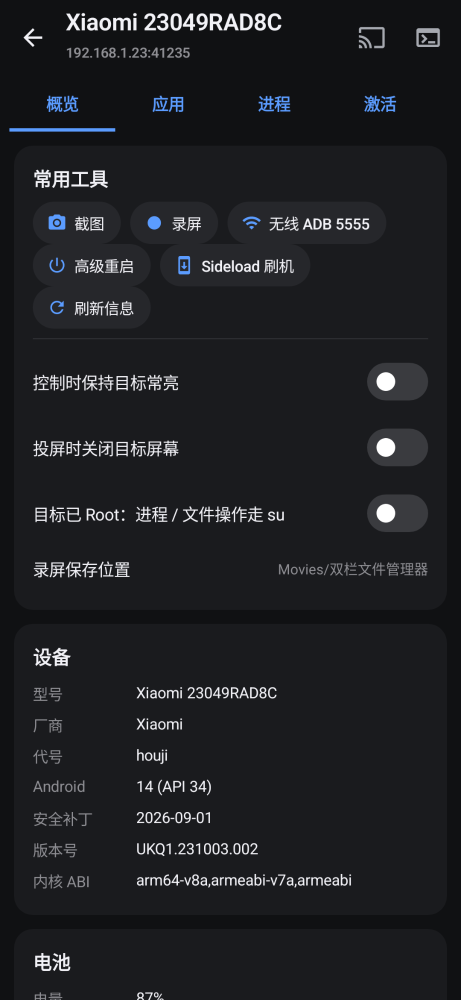 Xiaomi 23049RAD8C
192.168.1.23:41235
概览 应用 进程 激活
常用工具
截图 录屏 无线 ADB 5555
高级重启 Sideload 刷机
刷新信息
控制时保持目标常亮
投屏时关闭目标屏幕
目标已 Root：进程 / 文件操作走 su
录屏保存位置 Movies/双栏文件管理器
设备
型号 Xiaomi 23049RAD8C
厂商 Xiaomi
代号 houji
Android 14 (API 34)
安全补丁 2026-09-01
版本号 UKQ1.231003.002
内核 ABI arm64-v8a,armeabi-v7a,armeabi
电池
电量 87%